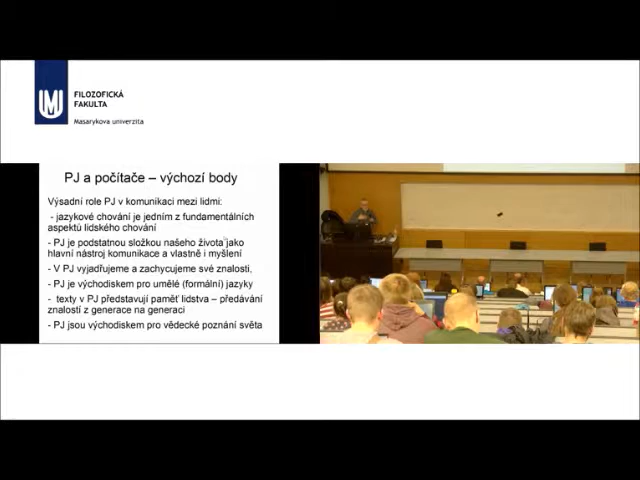 FILOZOFICKÁ
FAKULTA
Masarykova univerzita
PJ a počítače – výchozí body
Výsadní role PJ v komunikaci mezi lidmi:
- jazykové chování je jedním z fundamentálních
aspektů lidského chování
- PJ je podstatnou složkou našeho života jako
hlavní nástroj komunikace a vlastně i myšlení
- V PJ vyjadřujeme a zachycujeme své znalosti,
- PJ je východiskem pro umělé (formální) jazyky
- texty v PJ představují paměť lidstva – předávání
znalostí z generace na generaci
- PJ jsou východiskem pro vědecké poznání světa